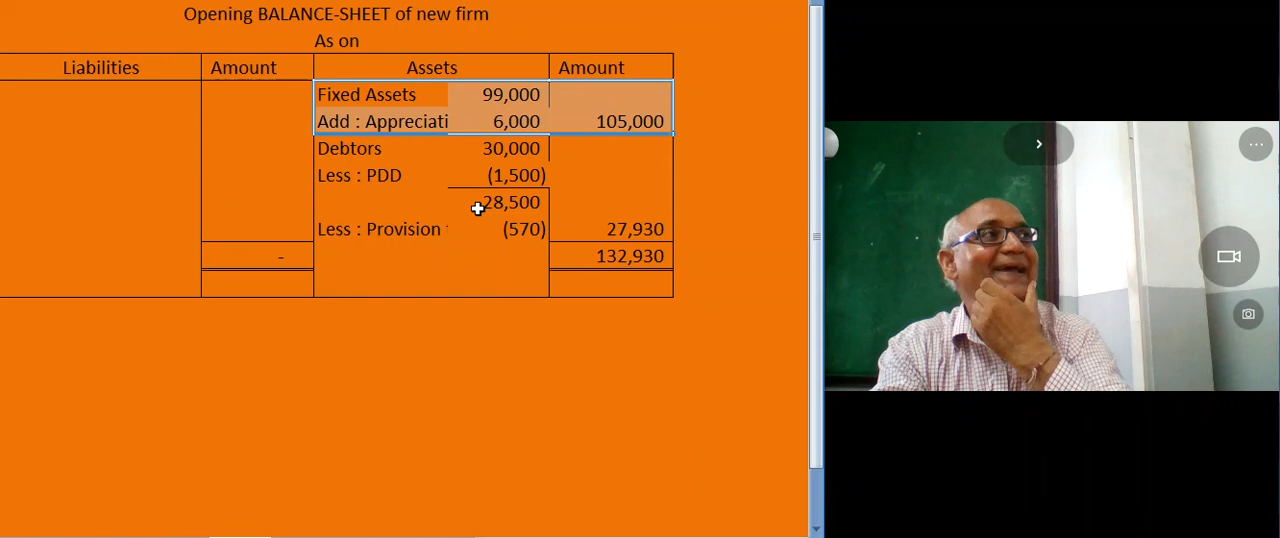 Opening BALANCE-SHEET of new firm
As on
Liabilities Amount Assets Amount
Fixed Assets 99,000
Add : Appreciati 6,000 105,000
Debtors 30,000
Less : PDD (1,500)
28,500
Less : Provision (570) 27,930
- 132,930